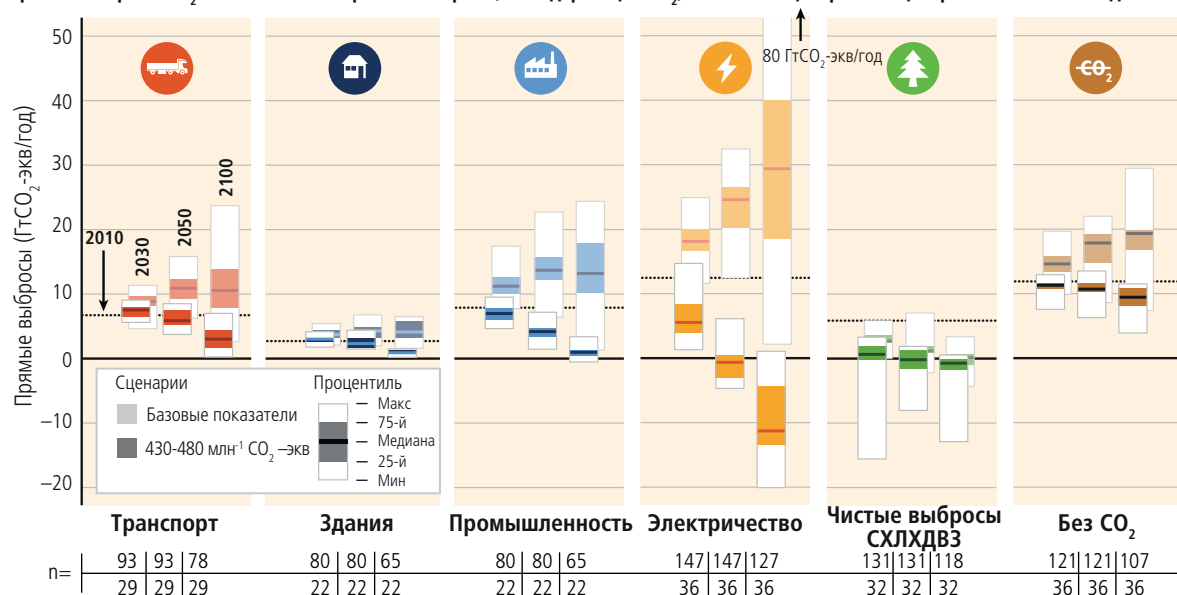 50
40
30
20
10
0
−10
−20
Прямые выбросы (ГтCO2-экв/год)
2010
2030
2050
2100
80 ГтCO2-экв/год
CO2
Сценарии
Базовые показатели
430-480 млн-1 CO2 –экв
Процентиль
Макс
75-й
Медиана
25-й
Мин
Транспорт
Здания
Промышленность
Электричество
Чистые выбросы
СХЛХДВЗ
Без CO2
n=
93 93 78 80 80 65 80 80 65 147 147 127 131 131 118 121 121 107
29 29 29 22 22 22 22 22 22 36 36 36 32 32 32 36 36 36